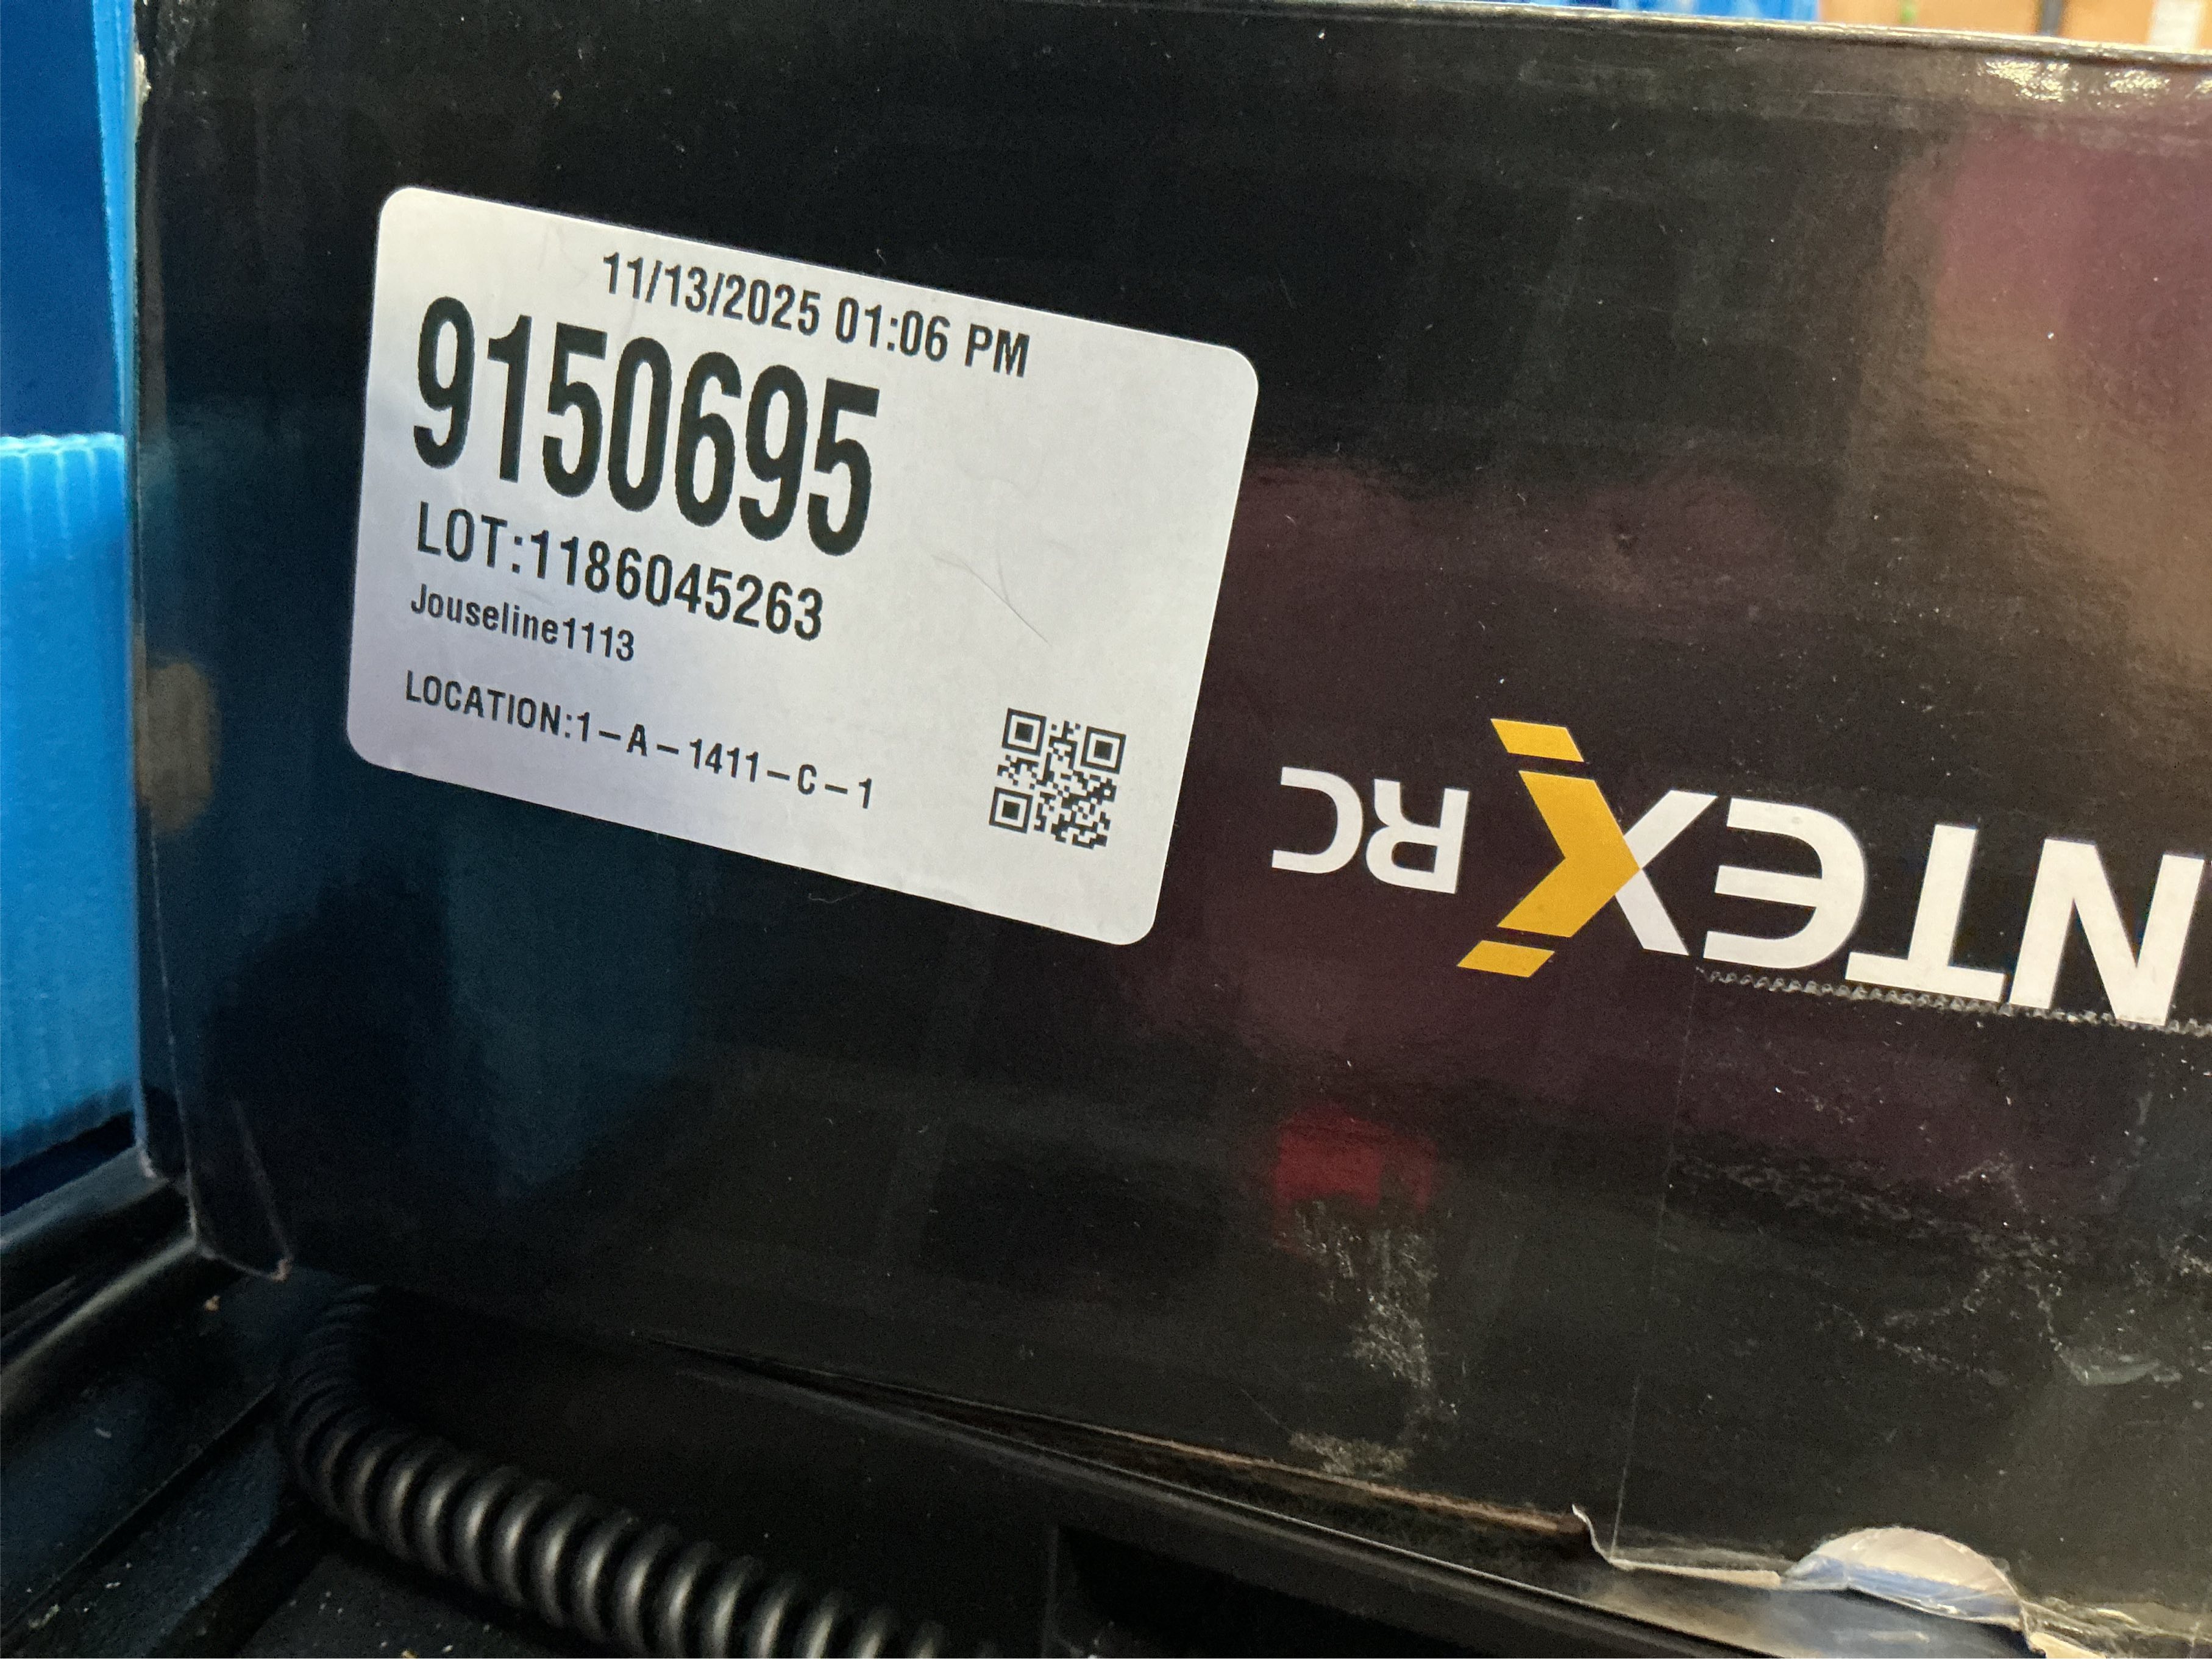 11/13/2025 01:06 PM
9150695
LOT:1186045263
Jouseline1113
LOCATION:1-A-1411-C-1
NTEX RC